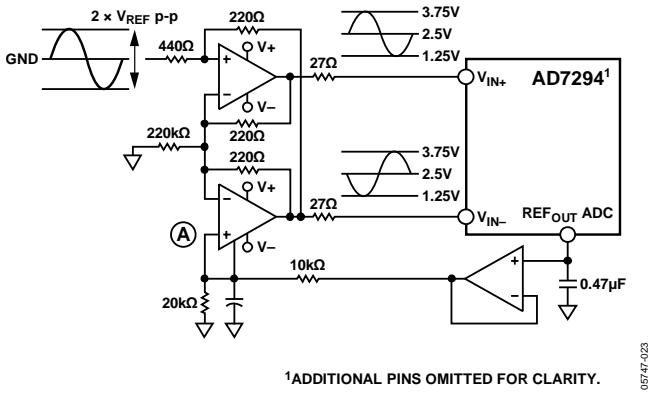 2 × VREF p-p
GND
440Ω
220Ω
V+
+
−
V−
27Ω
3.75V
2.5V
1.25V
VIN+
AD7294¹
220kΩ
220Ω
220Ω
V+
−
+
V−
A
27Ω
3.75V
2.5V
1.25V
VIN–
REFOUT ADC
10kΩ
20kΩ
+
−
0.47µF
¹ADDITIONAL PINS OMITTED FOR CLARITY.
05747-023